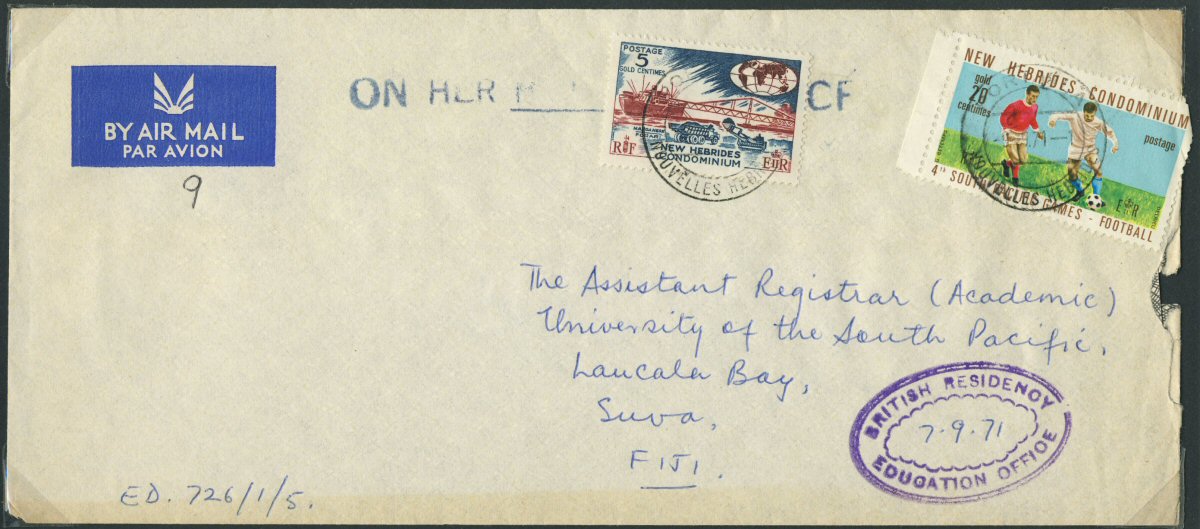 BY AIR MAIL
PAR AVION
9
ON HER
POSTAGE
5
GOLD CENTIMES
RF
NEW HEBRIDES
CONDOMINIUM
EIIR
NOUVELLES HEBR
NEW HEBRIDES CONDOMINIUM
gold
20
centimes
postage
4th SOUTH GAMES - FOOTBALL
E R
The Assistant Registrar (Academic)
University of the South Pacific,
Laucala Bay,
Suva,
FIJI.
BRITISH RESIDENCY
7.9.71
EDUCATION OFFICE
ED. 726/1/5.